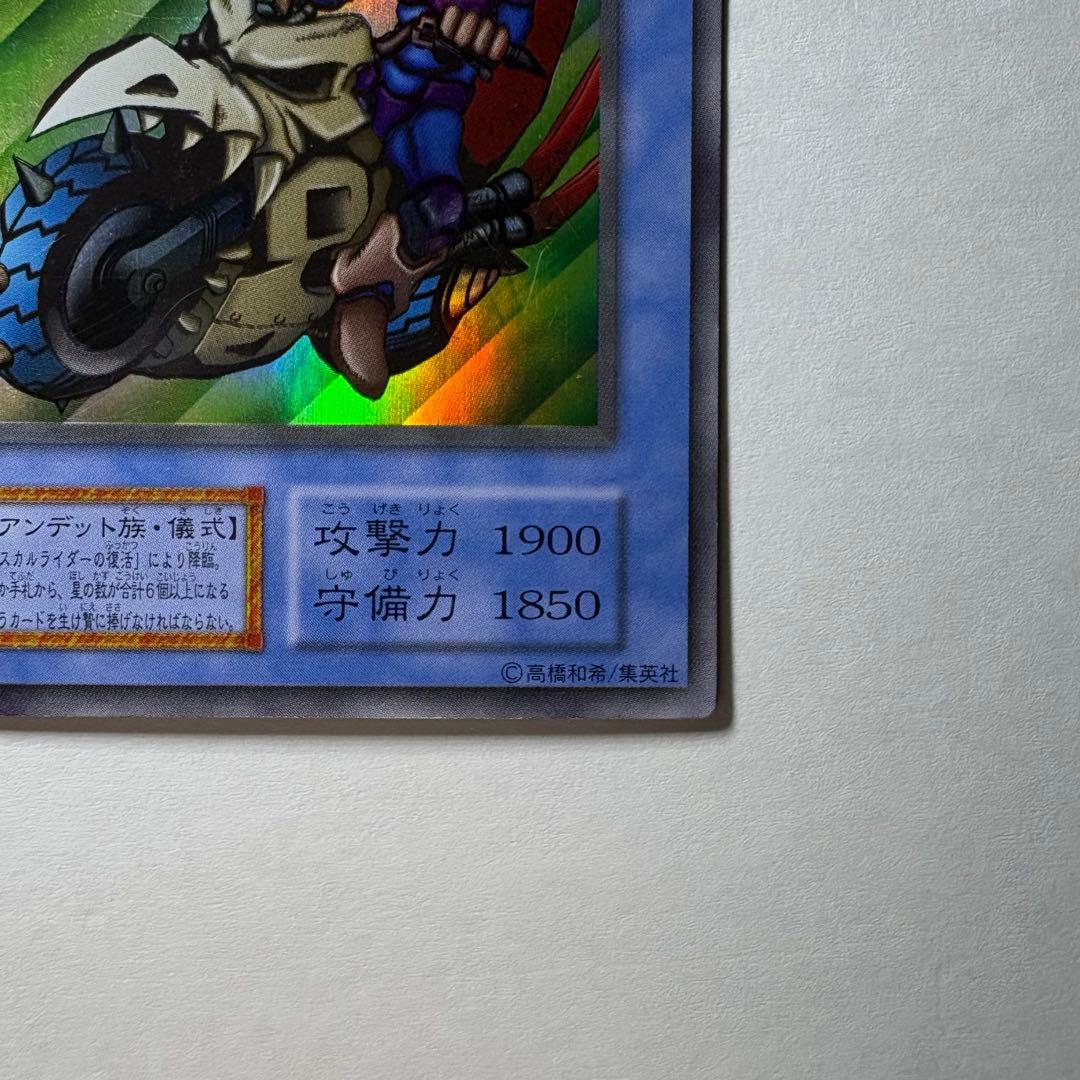 アンデット族・儀式】
スカルライダーの復活」により降臨。
か手札から、星の数が合計6個以上になる
うカードを生け贄に捧げなければならない。
攻撃力 1900
守備力 1850
©高橋和希/集英社